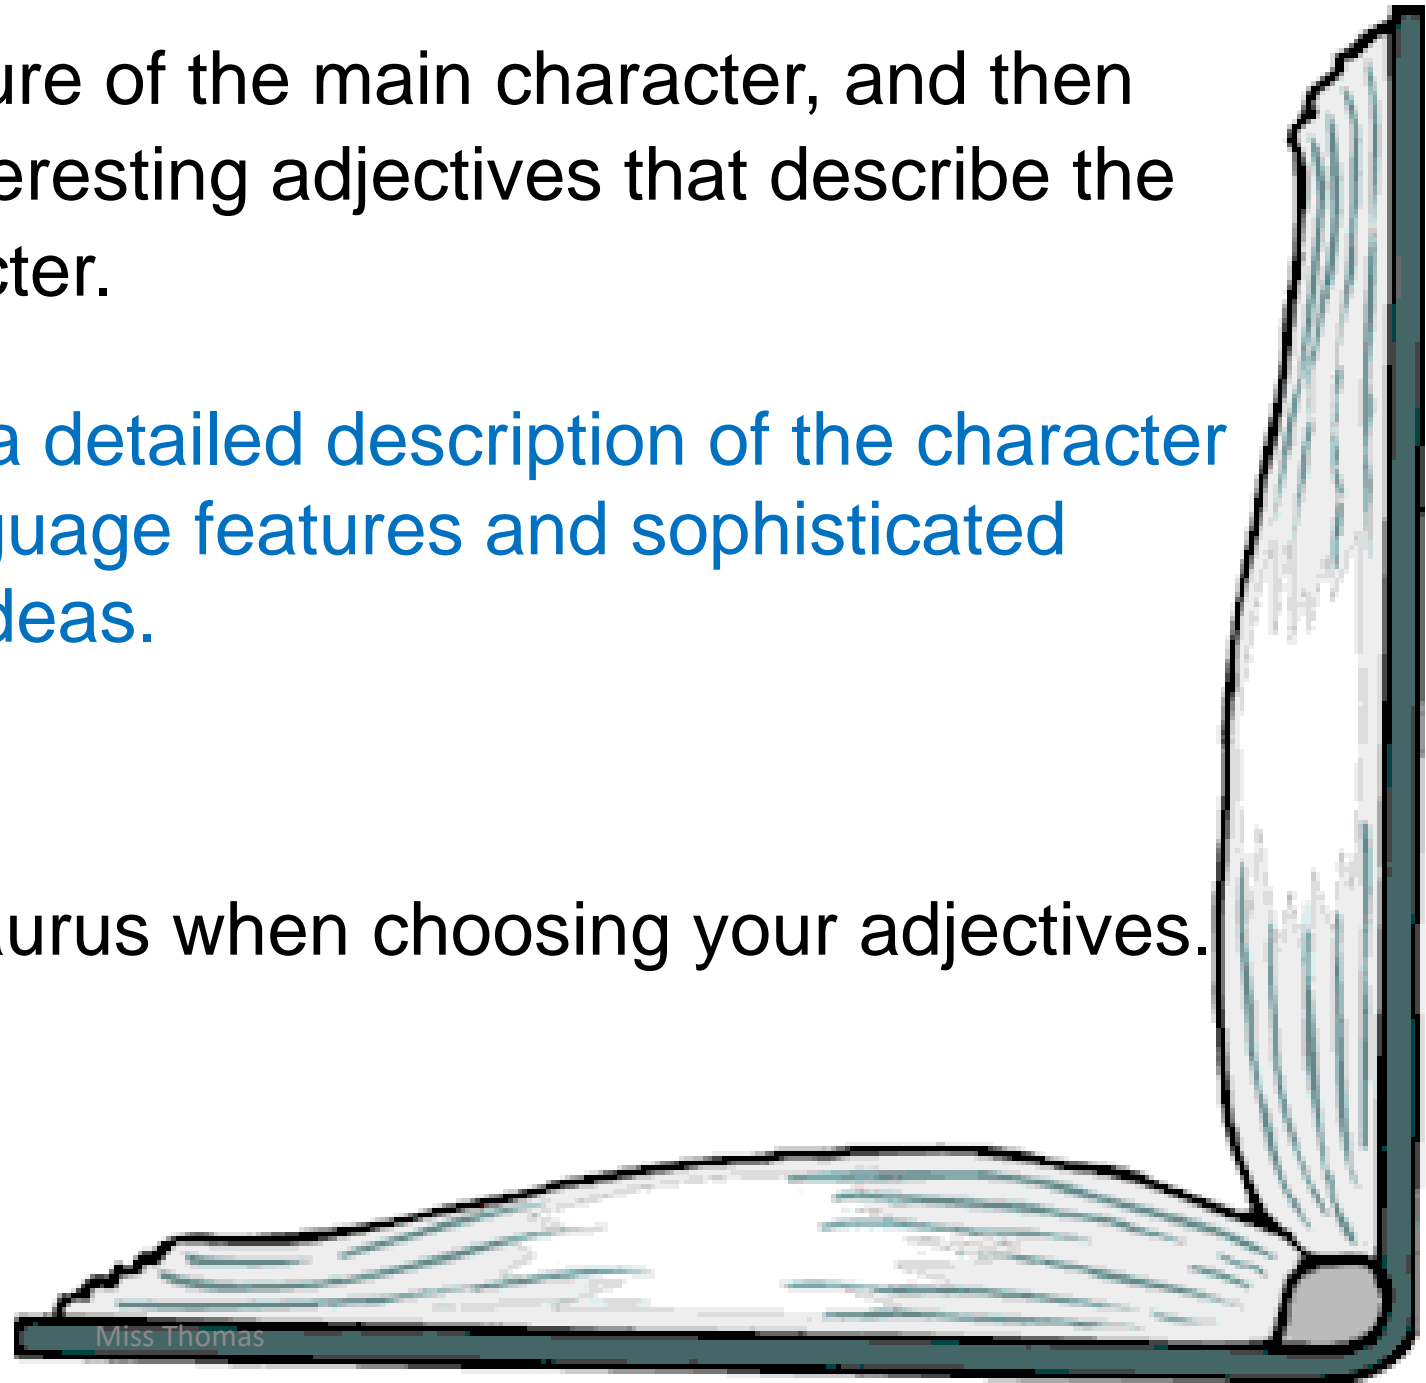 ure of the main character, and then
eresting adjectives that describe the
cter.
a detailed description of the character
guage features and sophisticated
deas.
aurus when choosing your adjectives.
Miss Thomas